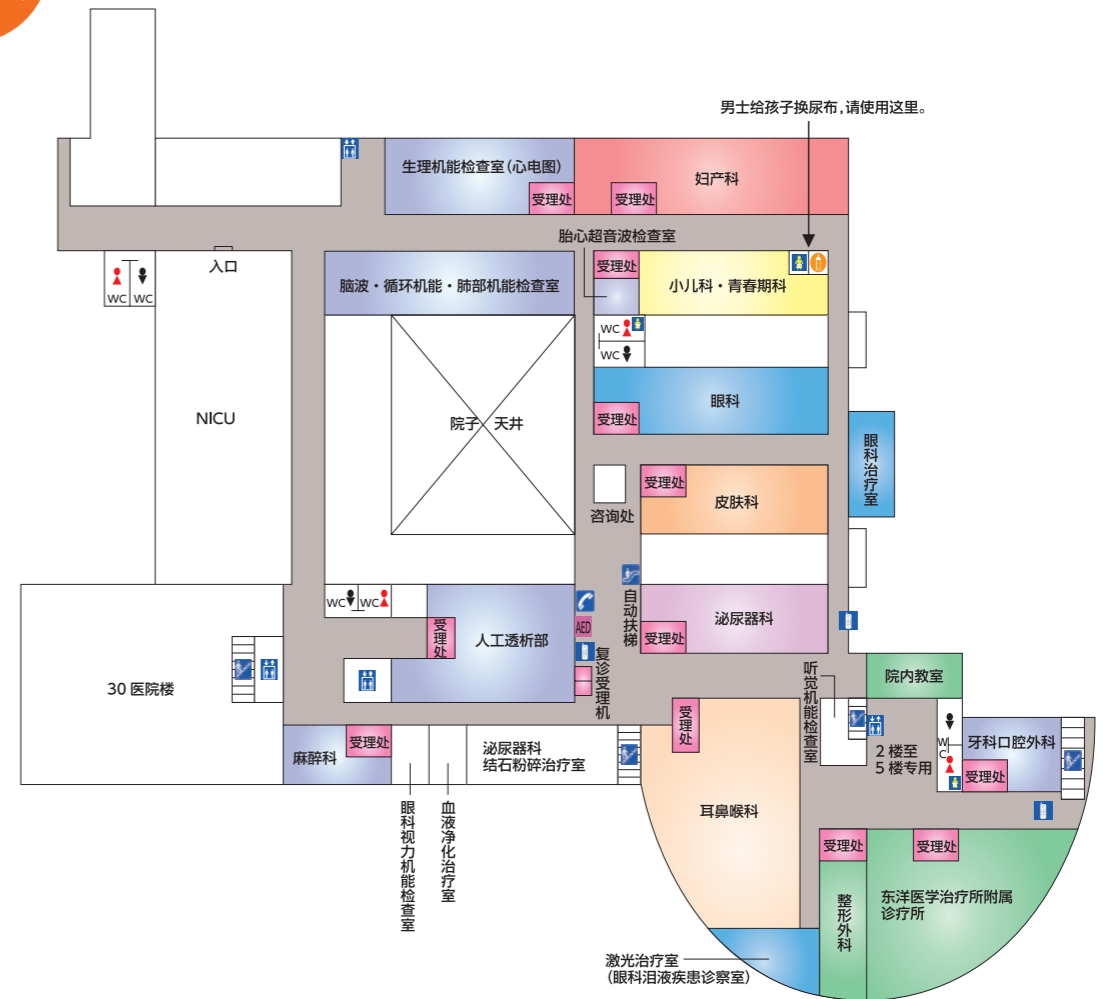 男士给孩子换尿布,请使用这里。
生理机能检查室(心电图)
受理处
妇产科
受理处
胎心超音波检查室
入口
受理处
脑波・循环机能・肺部机能检查室
小儿科・青春期科
WC
WC
WC
WC
眼科
受理处
NICU
院子
天井
眼科治疗室
受理处
皮肤科
咨询处
自动扶梯
WC
WC
受理处
人工透析部
AED
泌尿器科
受理处
复诊受理机
听觉机能检查室
院内教室
30 医院楼
受理处
麻醉科
受理处
泌尿器科
结石粉碎治疗室
2 楼至
5 楼专用
WC
牙科口腔外科
受理处
眼科视力机能检查室
血液净化治疗室
耳鼻喉科
受理处
受理处
整形外科
东洋医学治疗所附属
诊疗所
激光治疗室
(眼科泪液疾患诊察室)